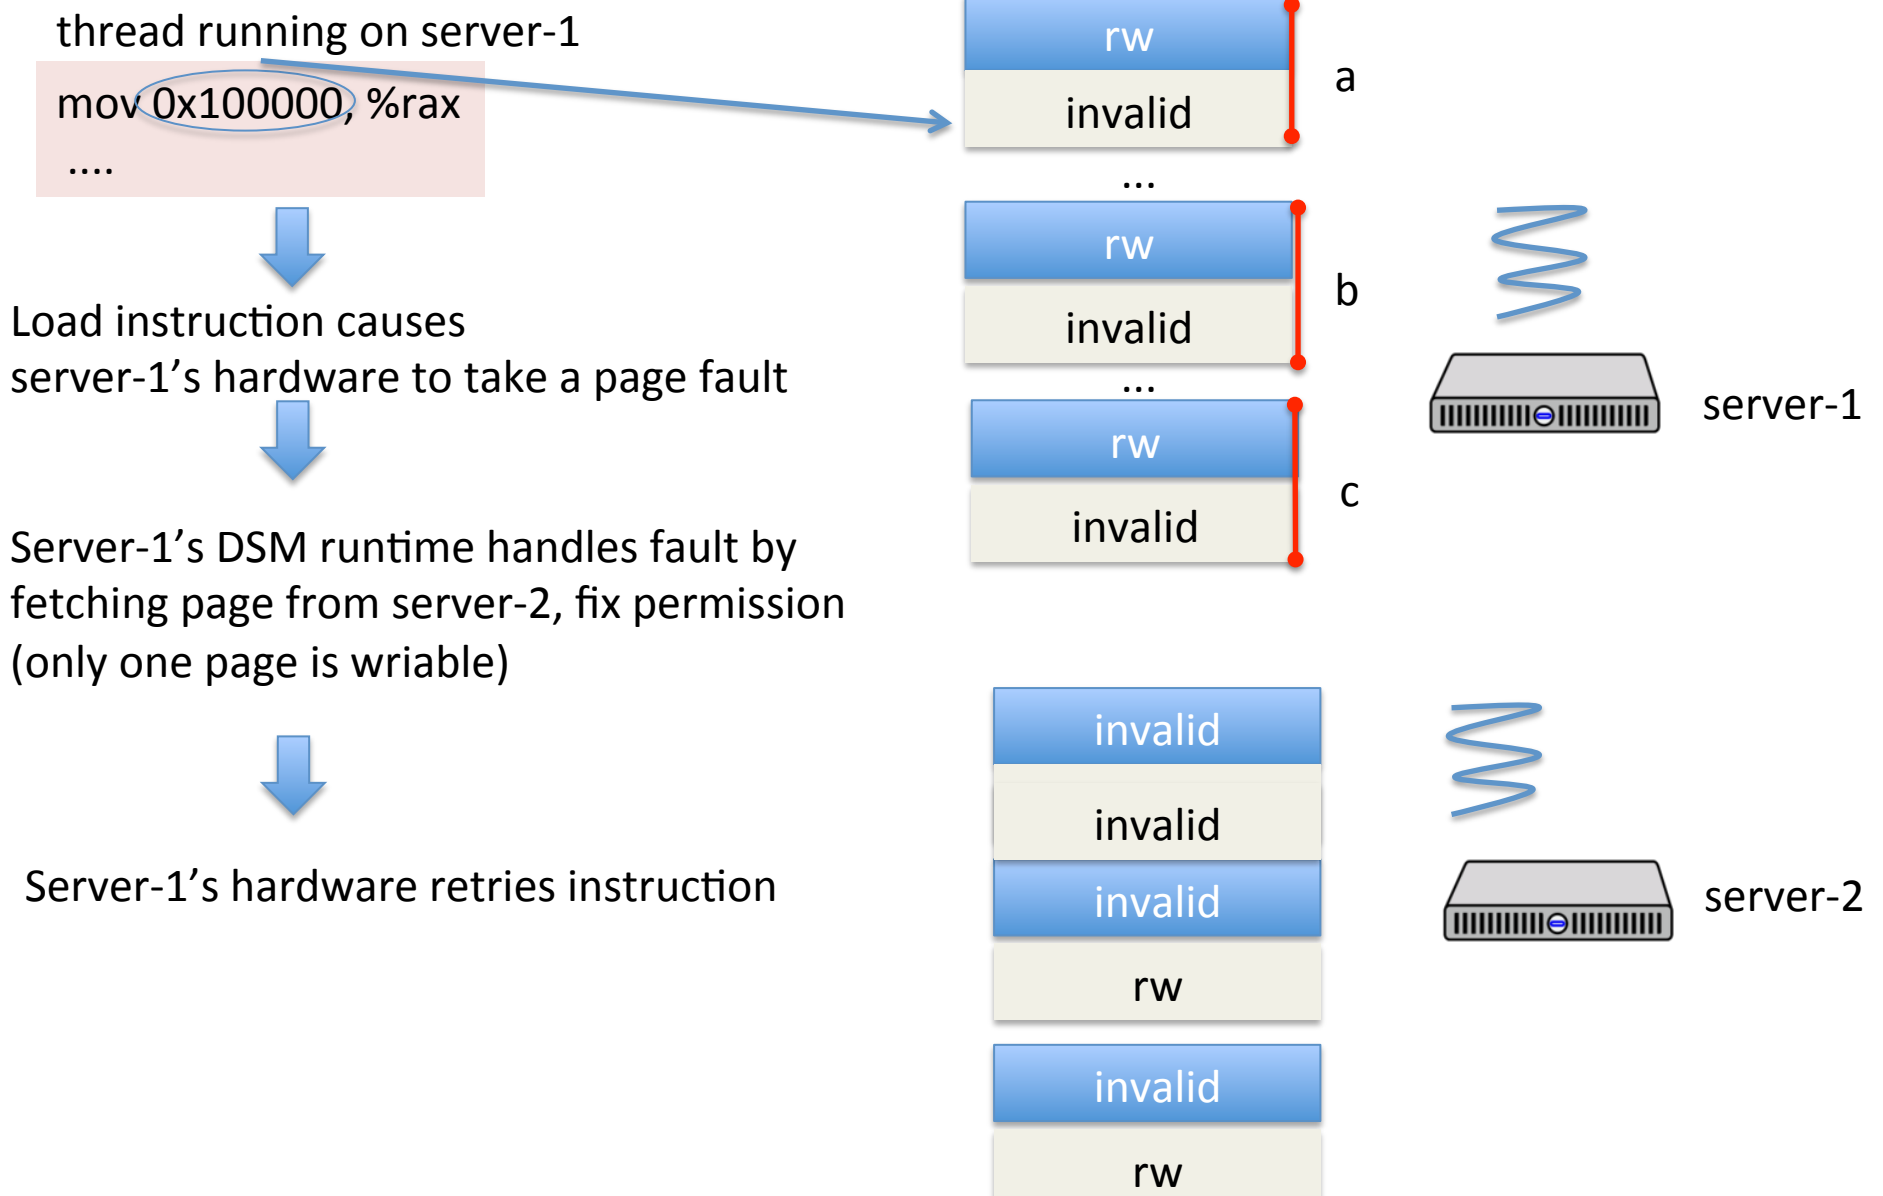 thread running on server-1
mov 0x100000, %rax
....
Load instruction causes
server-1's hardware to take a page fault
Server-1's DSM runtime handles fault by
fetching page from server-2, fix permission
(only one page is wriable)
Server-1's hardware retries instruction
rw
invalid
a
...
rw
invalid
b
...
rw
invalid
c
server-1
invalid
invalid
invalid
rw
invalid
rw
server-2